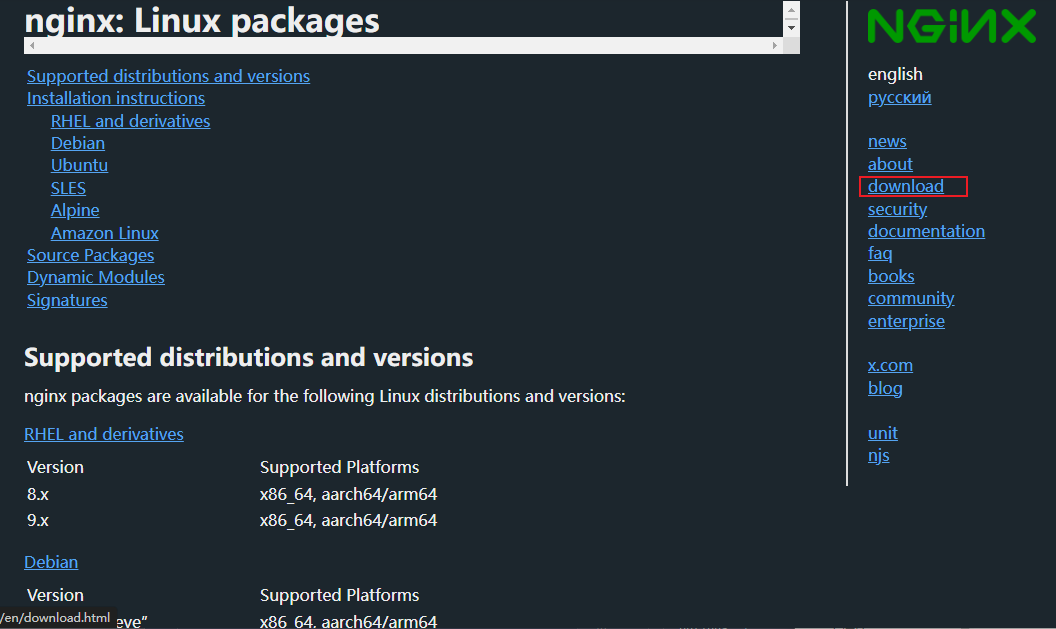 nginx: Linux packages
Supported distributions and versions
Installation instructions
RHEL and derivatives
Debian
Ubuntu
SLES
Alpine
Amazon Linux
Source Packages
Dynamic Modules
Signatures
Supported distributions and versions
nginx packages are available for the following Linux distributions and versions:
RHEL and derivatives
Version Supported Platforms
8.x x86_64, aarch64/arm64
9.x x86_64, aarch64/arm64
Debian
Version Supported Platforms
x86_64, aarch64/arm64
/en/download.html
NGiNX
english
русский
news
about
download
security
documentation
faq
books
community
enterprise
x.com
blog
unit
njs